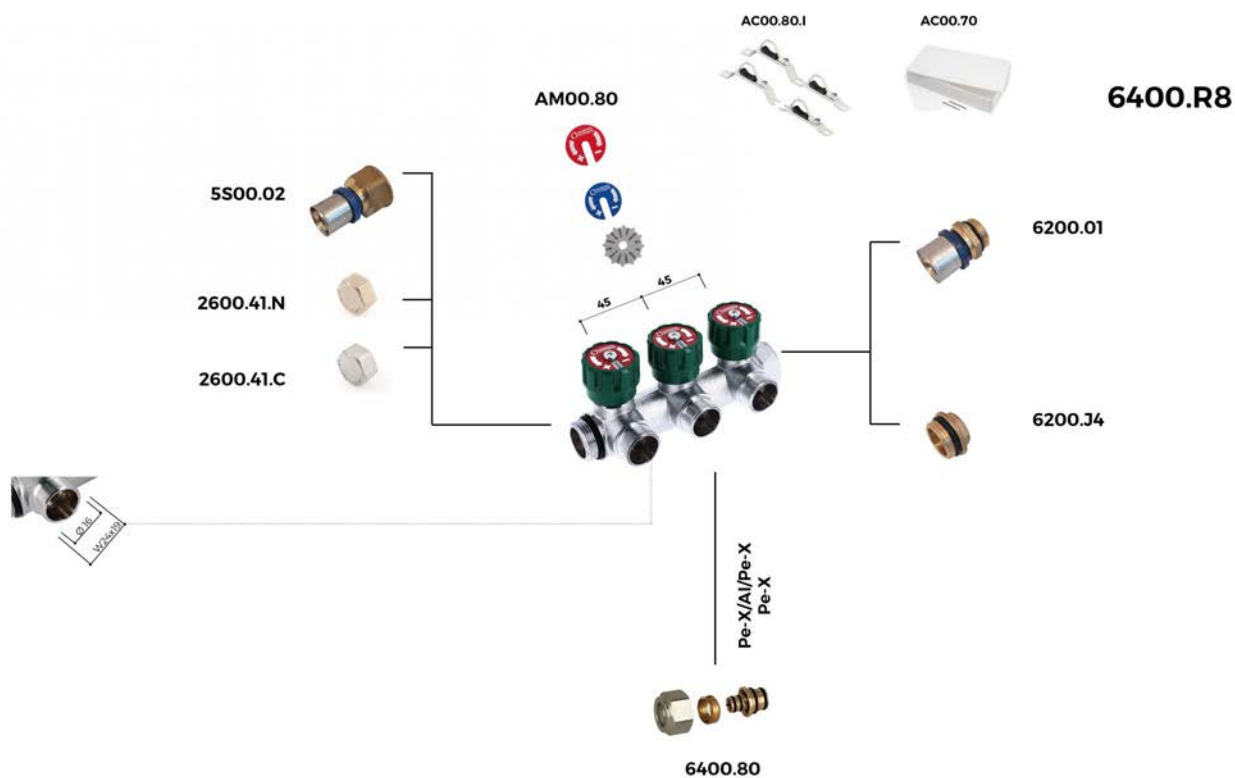 AC00.80.I
AC00.70
6400.R8
AM00.80
5S00.02
2600.41.N
2600.41.C
45
45
6200.01
6200.J4
Ø 16
W24x19
Pe-X/Al/Pe-X
Pe-X
6400.80